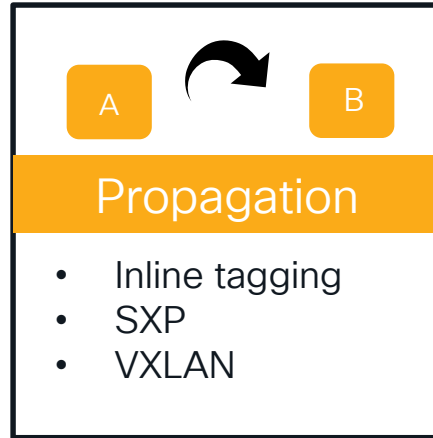 A B
Propagation
• Inline tagging
• SXP
• VXLAN